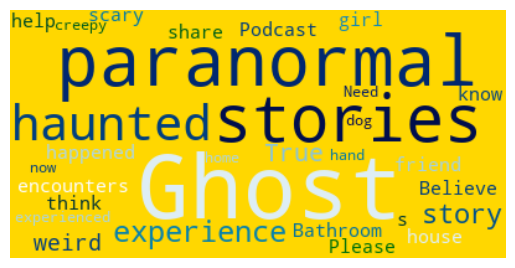 help creepy scary share Podcast girl
paranormal
Need know
haunted stories dog
happened home True hand friend
now Ghost
encounters Believe
think
experienced s story
weird experience Bathroom house
Please